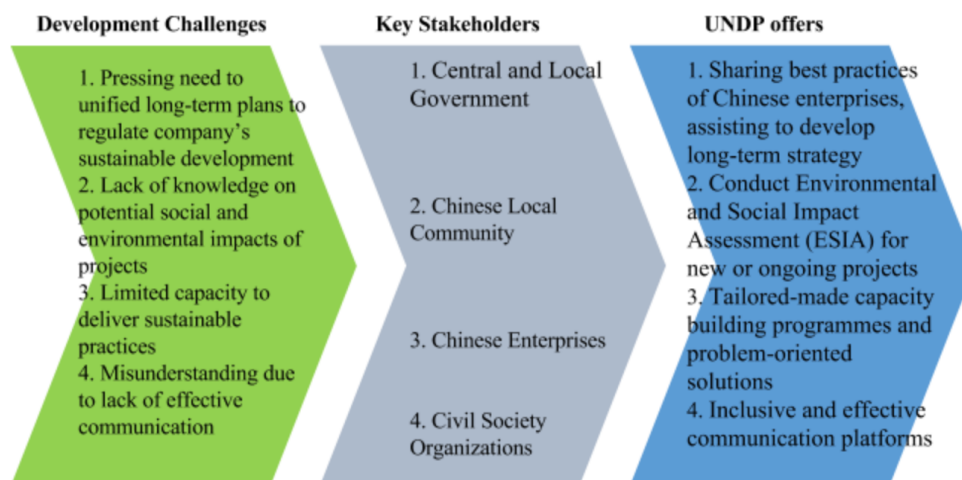 Development Challenges
1. Pressing need to
unified long-term plans to
regulate company's
sustainable development
2. Lack of knowledge on
potential social and
environmental impacts of
projects
3. Limited capacity to
deliver sustainable
practices
4. Misunderstanding due
to lack of effective
communication
Key Stakeholders
1. Central and Local
Government
2. Chinese Local
Community
3. Chinese Enterprises
4. Civil Society
Organizations
UNDP offers
1. Sharing best practices
of Chinese enterprises,
assisting to develop
long-term strategy
2. Conduct Environmental
and Social Impact
Assessment (ESIA) for
new or ongoing projects
3. Tailored-made capacity
building programmes and
problem-oriented
solutions
4. Inclusive and effective
communication platforms